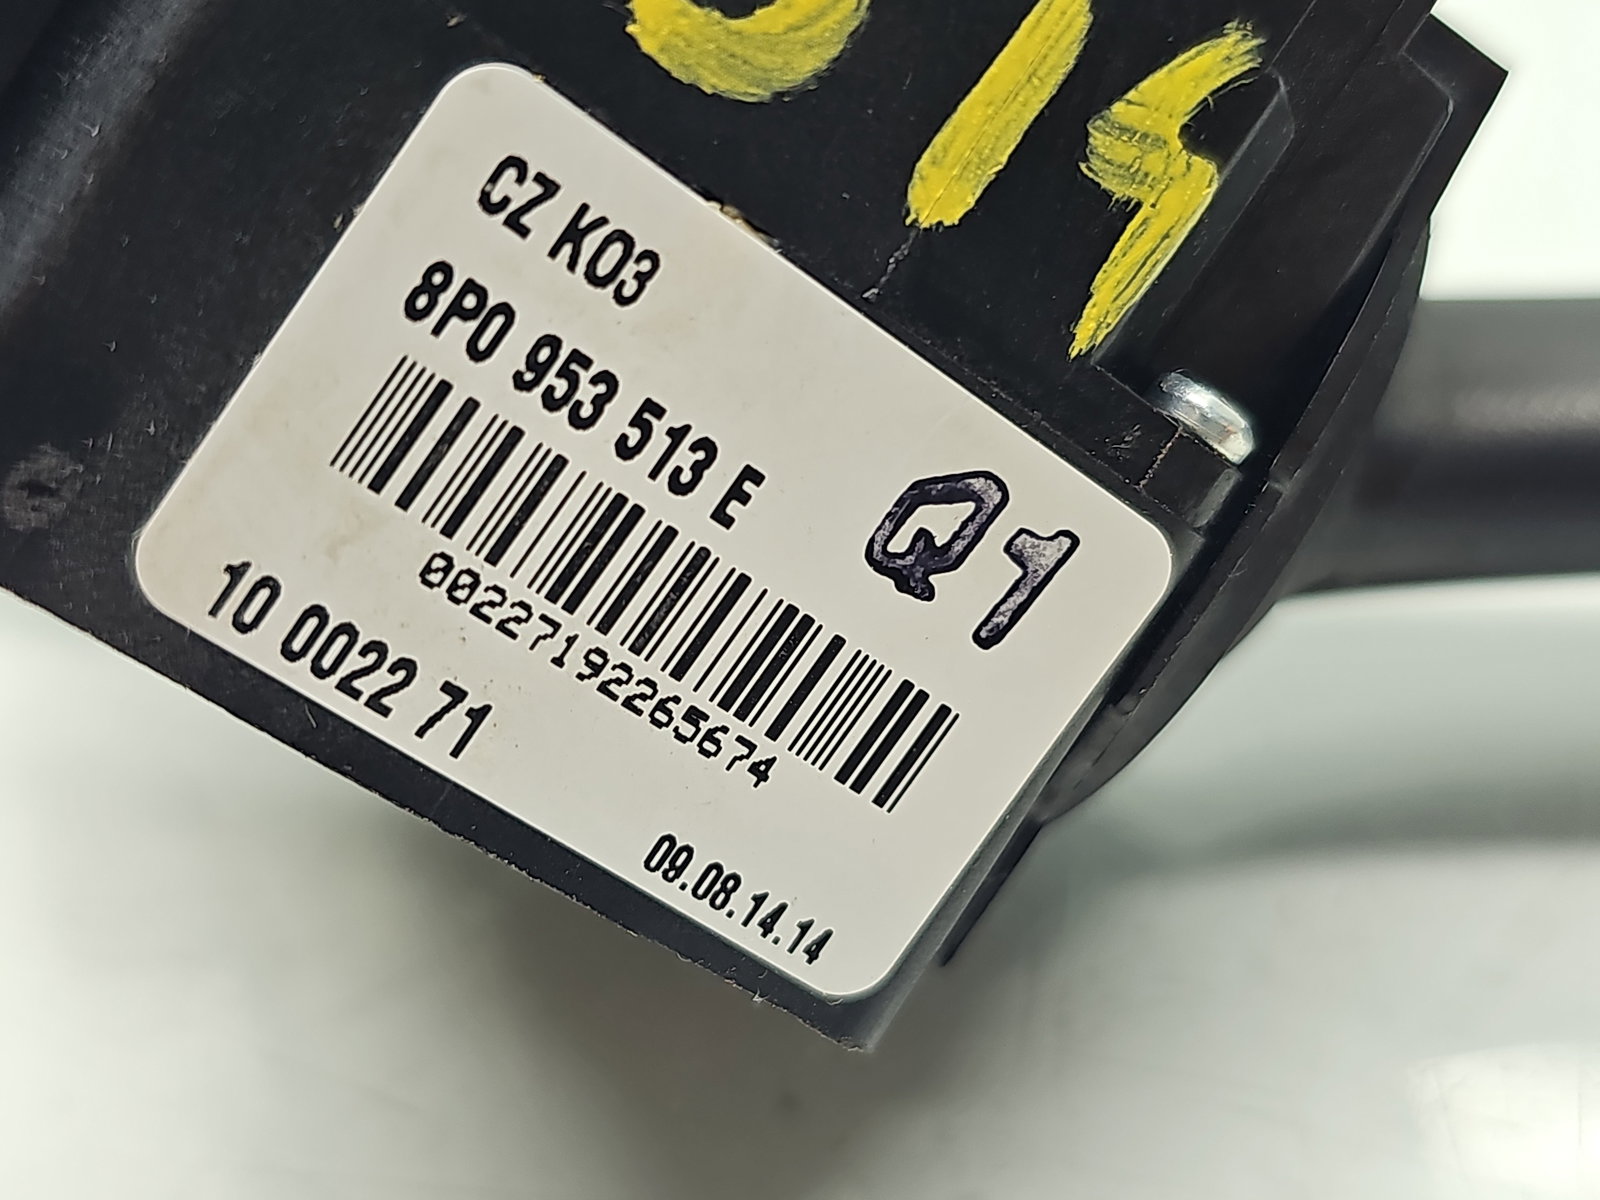 CZ K03
8P0 953 513 E
Q1
00227192265674
10 0022 71
09.08.14.14